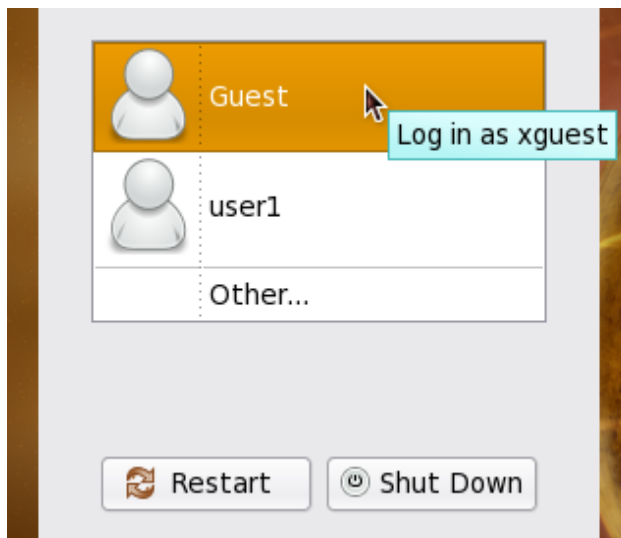 Guest
Log in as xguest
user1
Other...
Restart
Shut Down